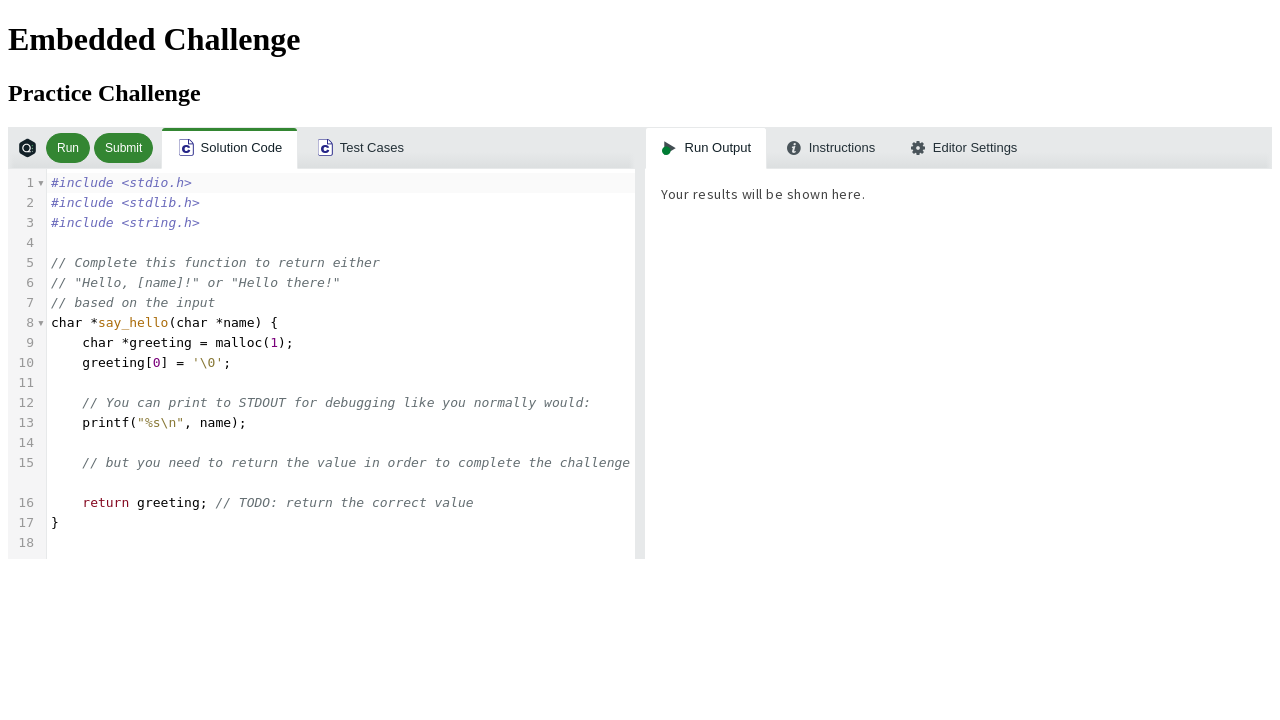 Embedded Challenge
Practice Challenge
Run Submit Solution Code Test Cases Run Output Instructions Editor Settings
1 #include <stdio.h>
2 #include <stdlib.h>
3 #include <string.h>
4
5 // Complete this function to return either
6 // "Hello, [name]!" or "Hello there!"
7 // based on the input
8 char *say_hello(char *name) {
9 char *greeting = malloc(1);
10 greeting[0] = '\0';
11
12 // You can print to STDOUT for debugging like you normally would:
13 printf("%s\n", name);
14
15 // but you need to return the value in order to complete the challenge
16 return greeting; // TODO: return the correct value
17 }
18
Your results will be shown here.